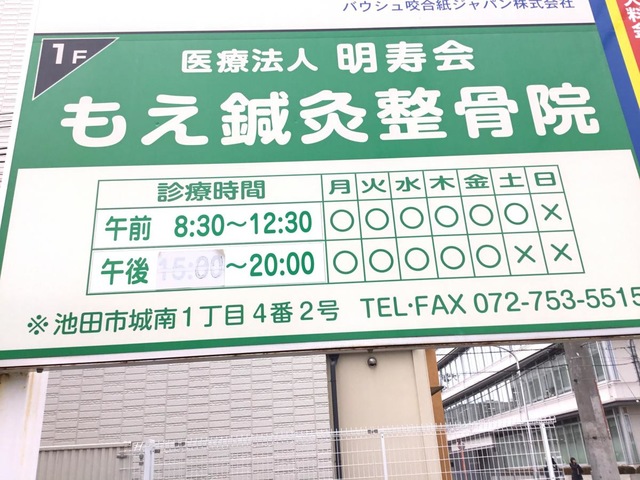 バウシュ咬合紙ジャパン株式会社
1F
医療法人 明寿会
もえ鍼灸整骨院
診療時間 月 火 水 木 金 土 日
午前 8:30〜12:30 ○ ○ ○ ○ ○ ○ ×
午後 15:00〜20:00 ○ ○ ○ ○ ○ × ×
※池田市城南1丁目4番2号 TEL・FAX 072-753-5515
料金